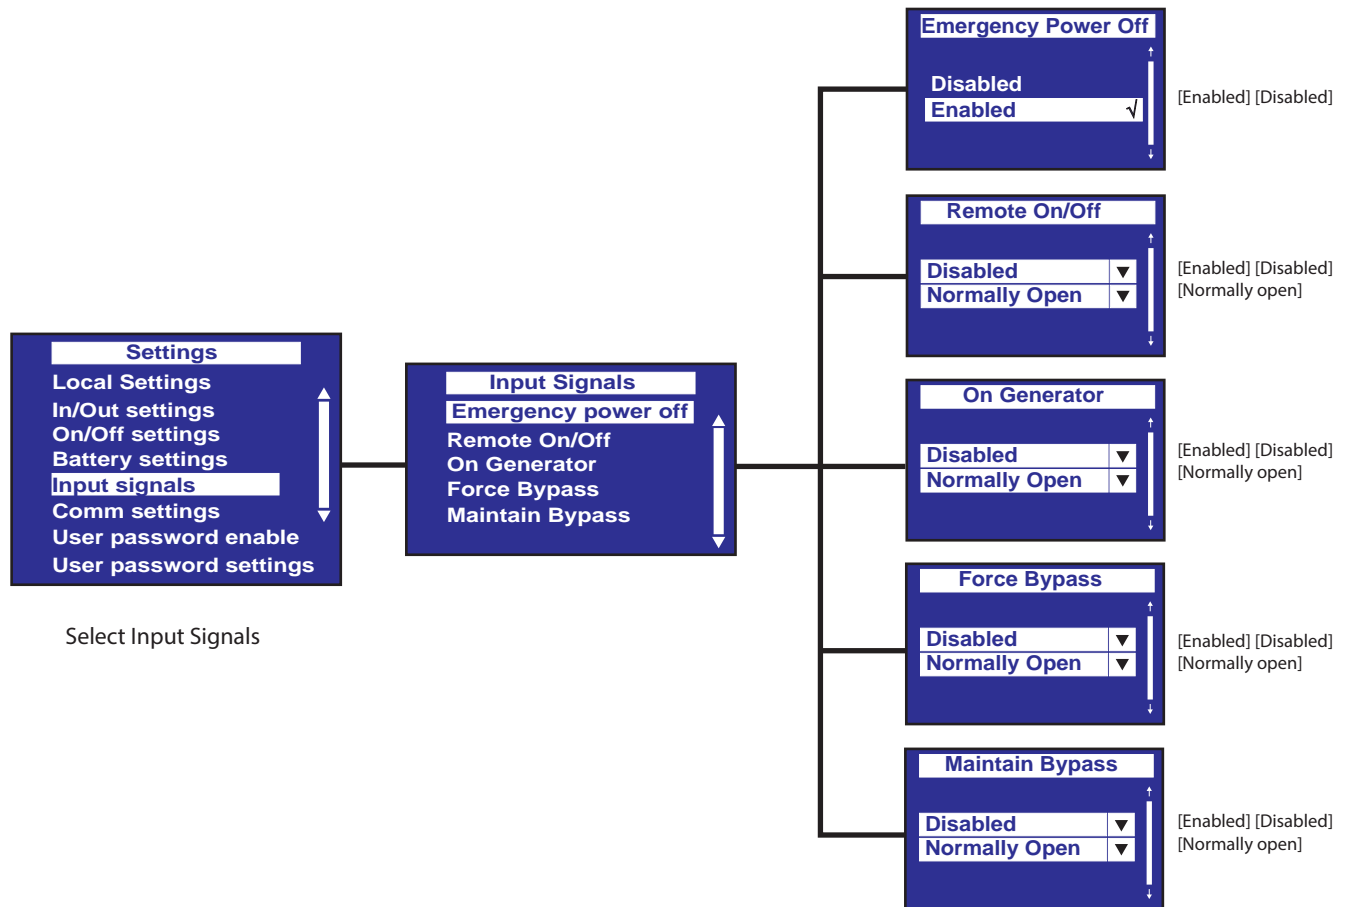 Settings
Local Settings
In/Out settings
On/Off settings
Battery settings
Input signals
Comm settings
User password enable
User password settings
Select Input Signals
Input Signals
Emergency power off
Remote On/Off
On Generator
Force Bypass
Maintain Bypass
Emergency Power Off
Disabled
Enabled √
[Enabled] [Disabled]
Remote On/Off
Disabled ▼
Normally Open ▼
[Enabled] [Disabled]
[Normally open]
On Generator
Disabled ▼
Normally Open ▼
[Enabled] [Disabled]
[Normally open]
Force Bypass
Disabled ▼
Normally Open ▼
[Enabled] [Disabled]
[Normally open]
Maintain Bypass
Disabled ▼
Normally Open ▼
[Enabled] [Disabled]
[Normally open]